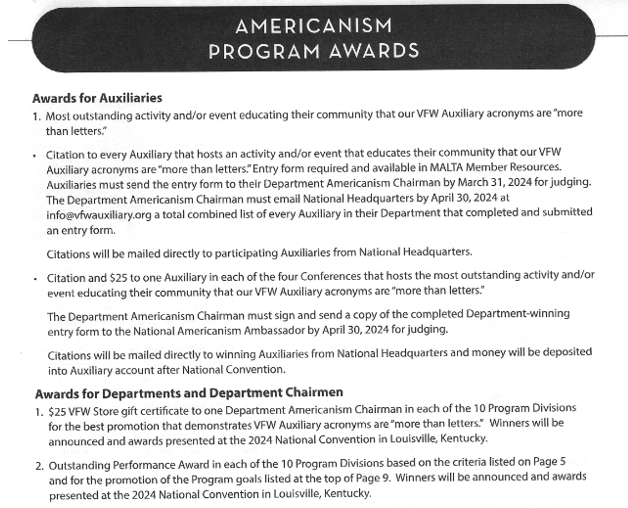 AMERICANISM
PROGRAM AWARDS
Awards for Auxiliaries
1. Most outstanding activity and/or event educating their community that our VFW Auxiliary acronyms are "more
than letters."
• Citation to every Auxiliary that hosts an activity and/or event that educates their community that our VFW
Auxiliary acronyms are "more than letters." Entry form required and available in MALTA Member Resources.
Auxiliaries must send the entry form to their Department Americanism Chairman by March 31, 2024 for judging.
The Department Americanism Chairman must email National Headquarters by April 30, 2024 at
info@vfwauxiliary.org a total combined list of every Auxiliary in their Department that completed and submitted
an entry form.
Citations will be mailed directly to participating Auxiliaries from National Headquarters.
• Citation and $25 to one Auxiliary in each of the four Conferences that hosts the most outstanding activity and/or
event educating their community that our VFW Auxiliary acronyms are "more than letters."
The Department Americanism Chairman must sign and send a copy of the completed Department-winning
entry form to the National Americanism Ambassador by April 30, 2024 for judging.
Citations will be mailed directly to winning Auxiliaries from National Headquarters and money will be deposited
into Auxiliary account after National Convention.
Awards for Departments and Department Chairmen
1. $25 VFW Store gift certificate to one Department Americanism Chairman in each of the 10 Program Divisions
for the best promotion that demonstrates VFW Auxiliary acronyms are "more than letters." Winners will be
announced and awards presented at the 2024 National Convention in Louisville, Kentucky.
2. Outstanding Performance Award in each of the 10 Program Divisions based on the criteria listed on Page 5
and for the promotion of the Program goals listed at the top of Page 9. Winners will be announced and awards
presented at the 2024 National Convention in Louisville, Kentucky.